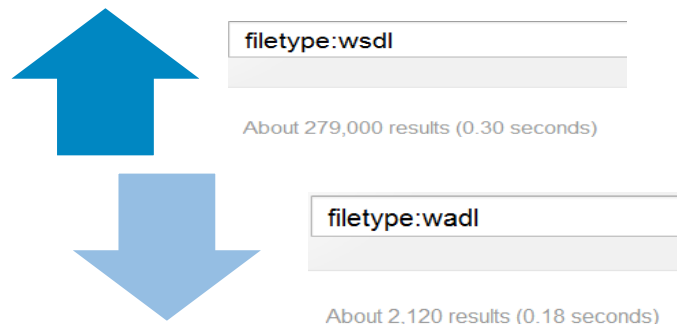 filetype:wsdl
About 279,000 results (0.30 seconds)
filetype:wadl
About 2,120 results (0.18 seconds)